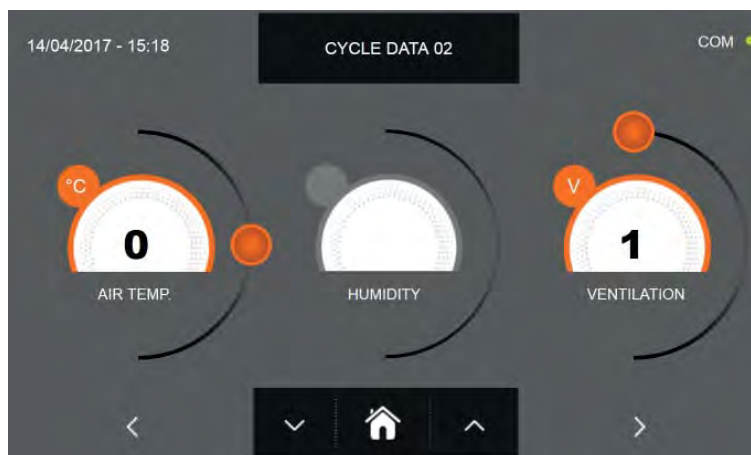 14/04/2017 - 15:18
CYCLE DATA 02
COM
°C
0
AIR TEMP.
HUMIDITY
V
1
VENTILATION